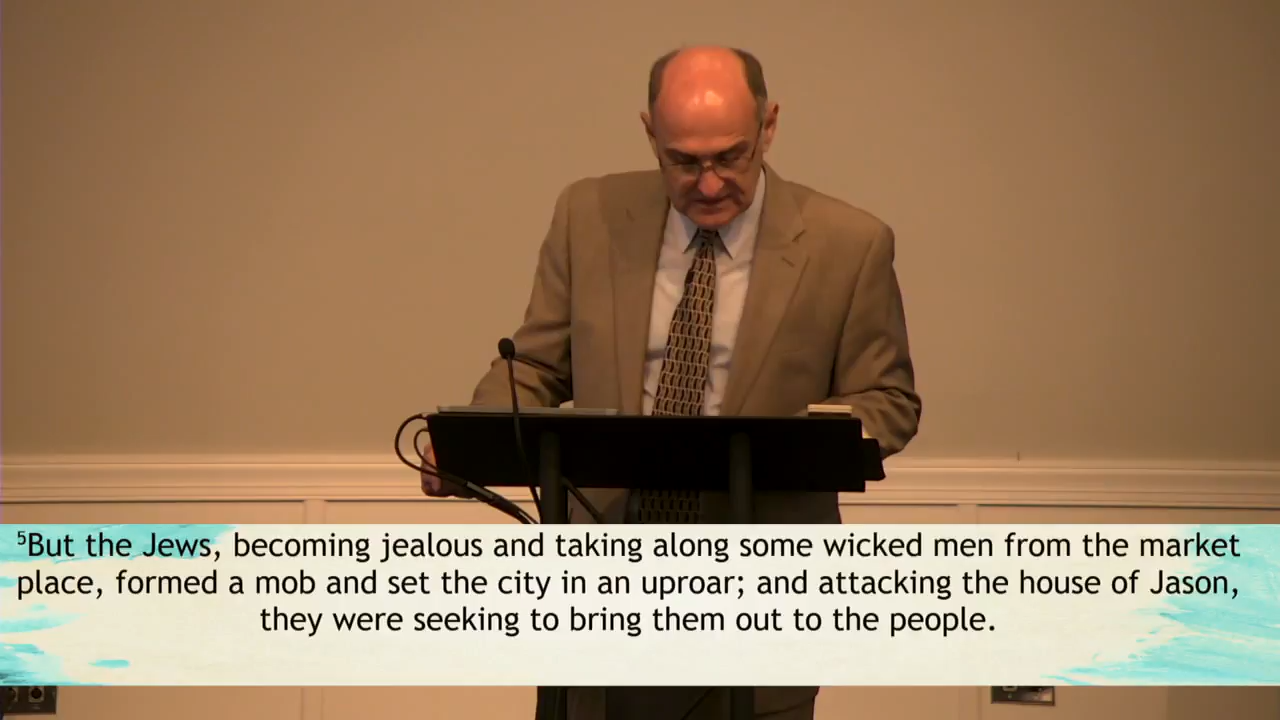 ⁵But the Jews, becoming jealous and taking along some wicked men from the market
place, formed a mob and set the city in an uproar; and attacking the house of Jason,
they were seeking to bring them out to the people.